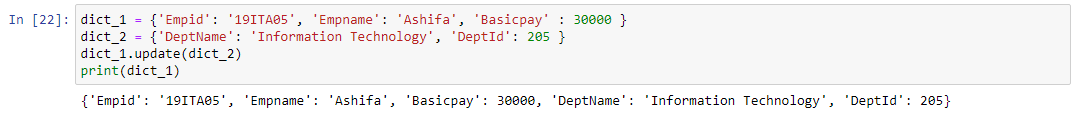 In [22]: dict_1 = {'Empid': '19ITA05', 'Empname': 'Ashifa', 'Basicpay' : 30000 }
dict_2 = {'DeptName': 'Information Technology', 'DeptId': 205 }
dict_1.update(dict_2)
print(dict_1)
{'Empid': '19ITA05', 'Empname': 'Ashifa', 'Basicpay': 30000, 'DeptName': 'Information Technology', 'DeptId': 205}